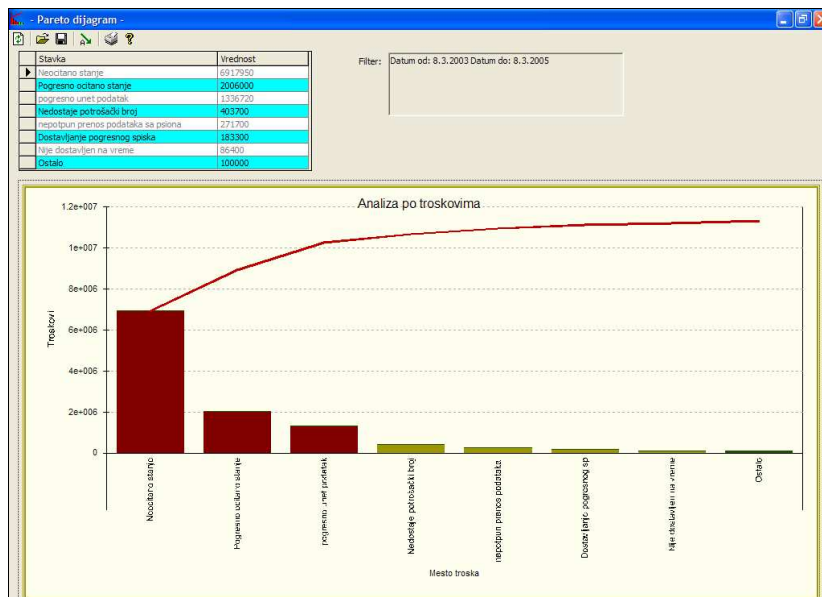 - Pareto dijagram -
Stavka Vrednost
Neocitano stanje 6917950
Pogresno ocitano stanje 2006000
pogresno unet podatak 1336720
Nedostaje potrošački broj 403700
nepotpun prenos podataka sa psiona 271700
Dostavljanje pogresnog spiska 183300
Nije dostavljen na vreme 86400
Ostalo 100000
Filter: Datum od: 8.3.2003 Datum do: 8.3.2005
Analiza po troskovima
1.2e+007
1e+007
8e+006
6e+006
4e+006
2e+006
0
Troskovi
Neocitano stanje
Pogresno ocitano stanje
pogresno unet podatak
Nedostaje potrošački broj
nepotpun prenos podataka
Dostavljanje pogresnog sp
Nije dostavljen na vreme
Ostalo
Mesto troska